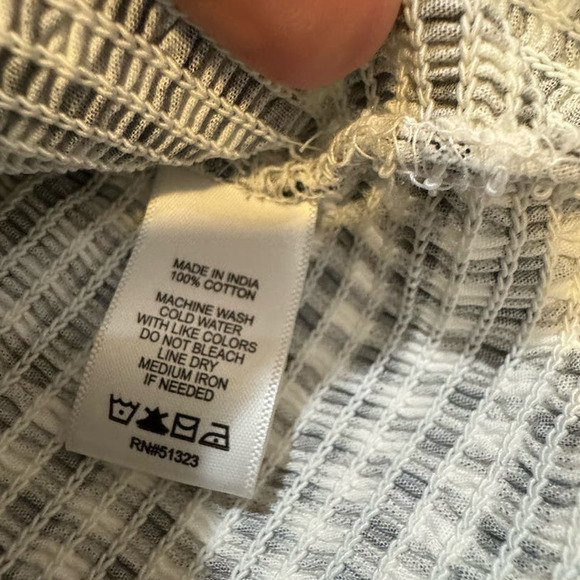 MADE IN INDIA
100% COTTON
MACHINE WASH
COLD WATER
WITH LIKE COLORS
DO NOT BLEACH
LINE DRY
MEDIUM IRON
IF NEEDED
RN#51323